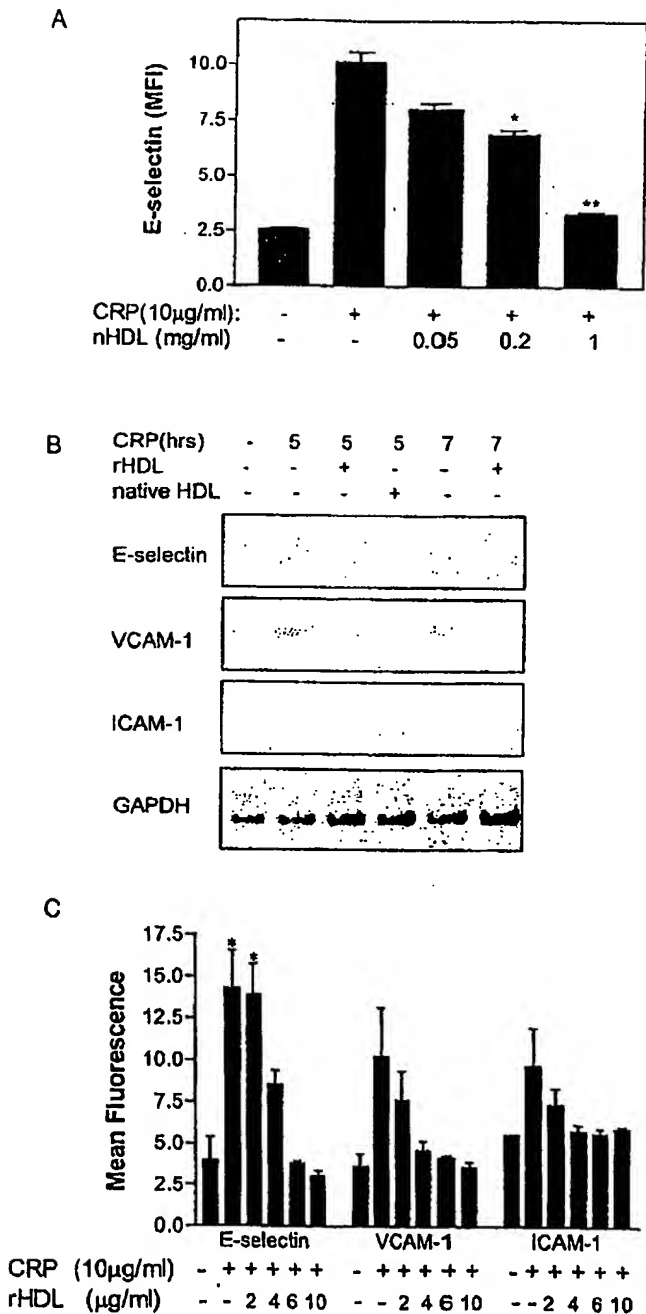 A
E-selectin (MFI)
10.0
7.5
5.0
2.5
0.0
*
**
CRP(10µg/ml): - + + + +
nHDL (mg/ml) - - 0.05 0.2 1
B
CRP(hrs) - 5 5 5 7 7
rHDL - - + - - +
native HDL - - - + - -
E-selectin
VCAM-1
ICAM-1
GAPDH
C
Mean Fluorescence
17.5
15.0
12.5
10.0
7.5
5.0
2.5
0.0
* *
E-selectin VCAM-1 ICAM-1
CRP (10µg/ml) - + + + + + - + + + + + - + + + + +
rHDL (µg/ml) - - 2 4 6 10 - - 2 4 6 10 - - 2 4 6 10